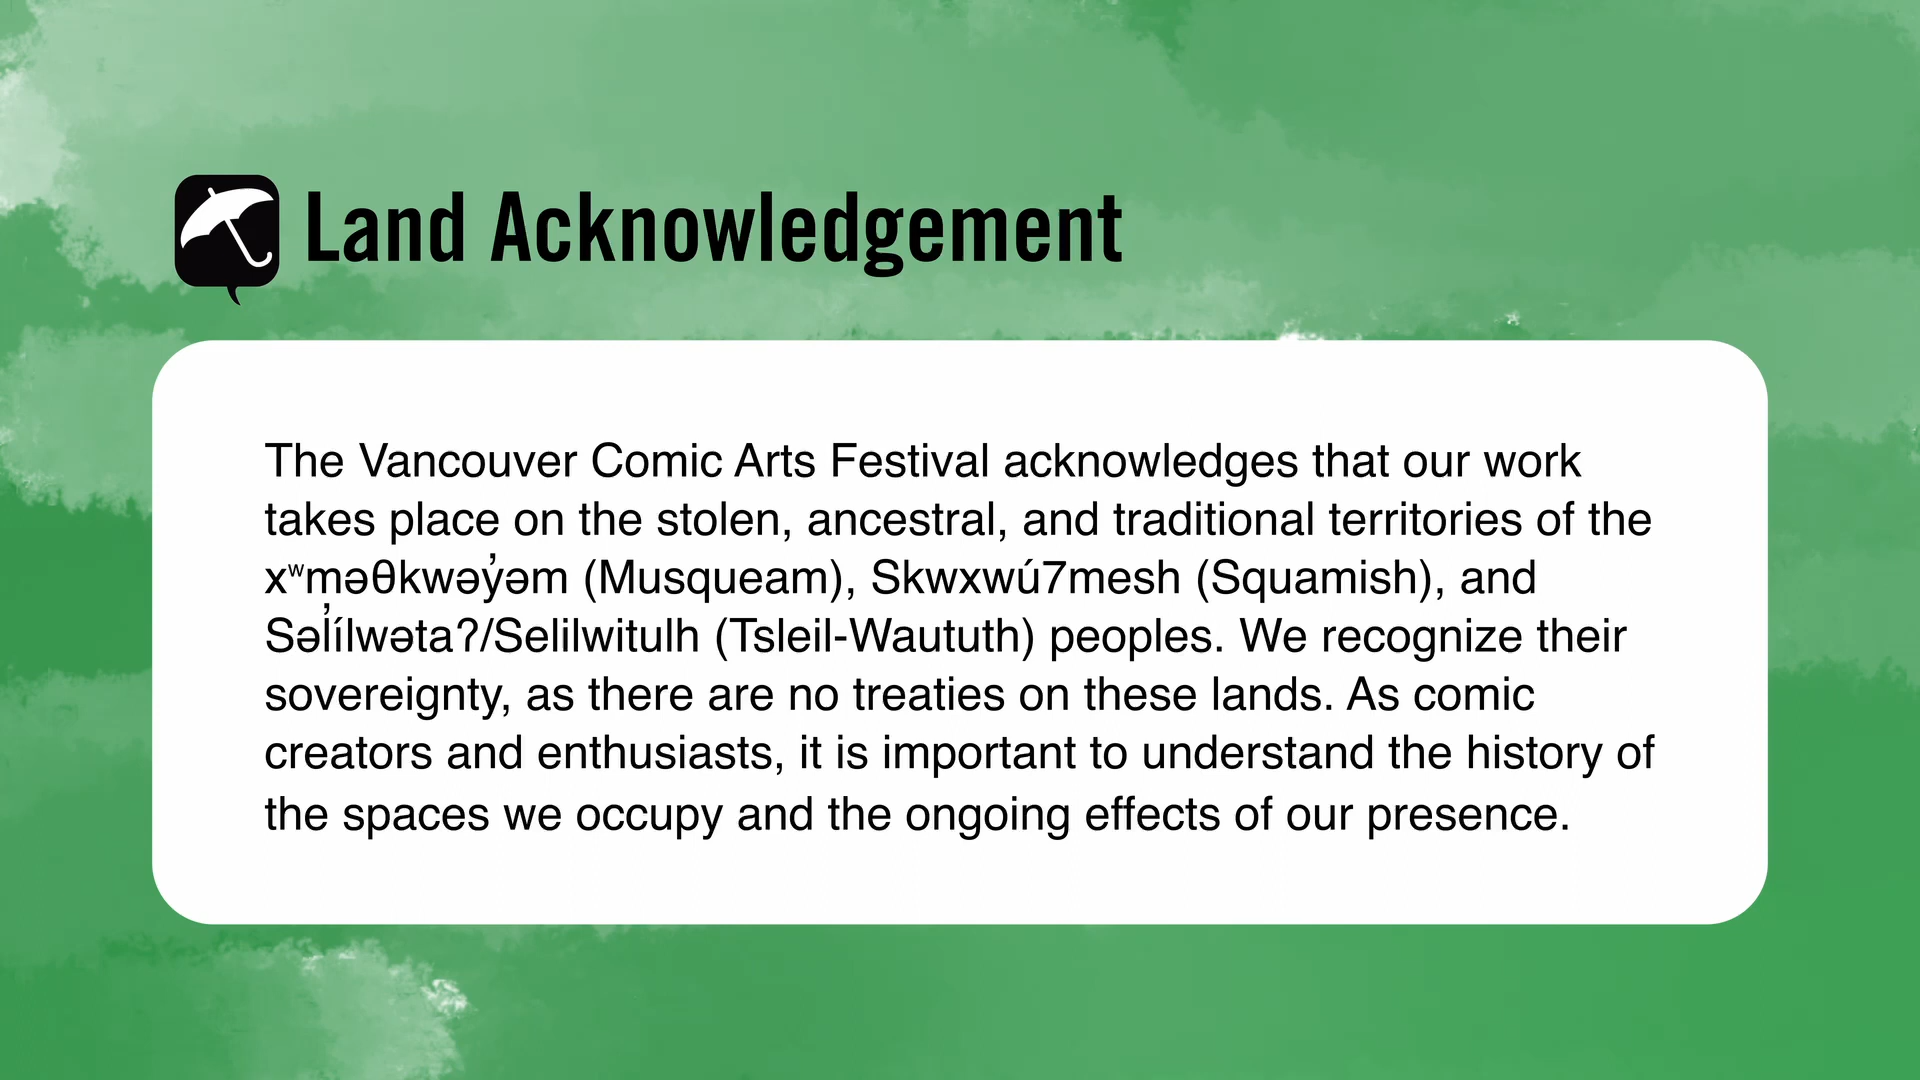 Land Acknowledgement
The Vancouver Comic Arts Festival acknowledges that our work
takes place on the stolen, ancestral, and traditional territories of the
xʷməθkwəy̓əm (Musqueam), Skwxwú7mesh (Squamish), and
Səl̓ílwətaʔ/Selilwitulh (Tsleil-Waututh) peoples. We recognize their
sovereignty, as there are no treaties on these lands. As comic
creators and enthusiasts, it is important to understand the history of
the spaces we occupy and the ongoing effects of our presence.